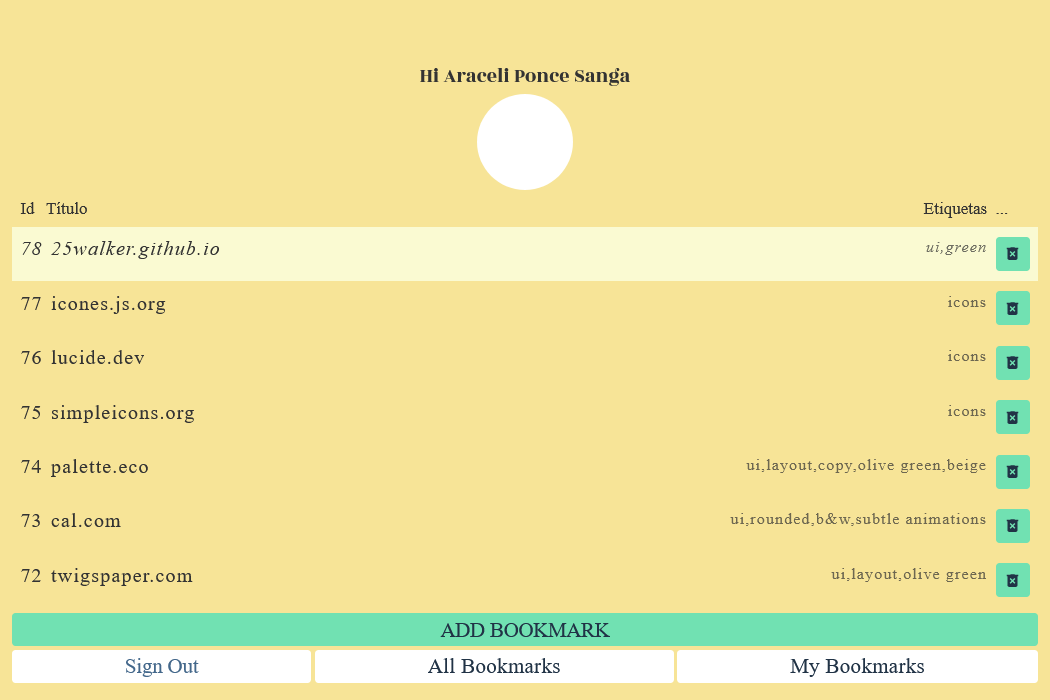 Hi Araceli Ponce Sanga
Id Título Etiquetas ...
78 25walker.github.io ui,green
77 icones.js.org icons
76 lucide.dev icons
75 simpleicons.org icons
74 palette.eco ui,layout,copy,olive green,beige
73 cal.com ui,rounded,b&w,subtle animations
72 twigspaper.com ui,layout,olive green
ADD BOOKMARK
Sign Out All Bookmarks My Bookmarks